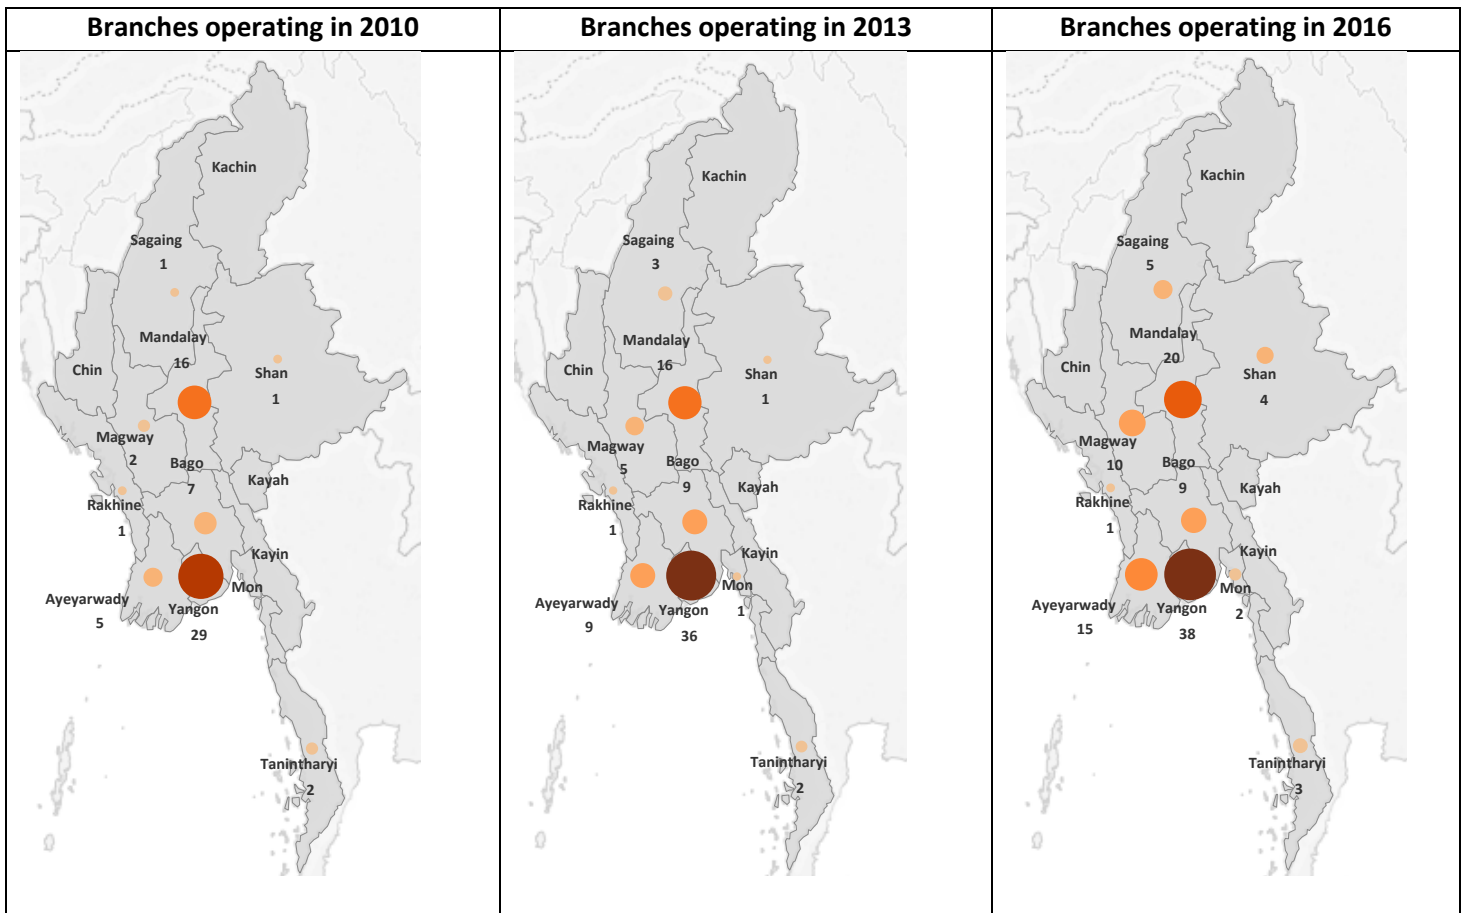 Branches operating in 2010
Kachin
Sagaing
1
Mandalay
16
Chin
Shan
1
Magway
2
Bago
7
Kayah
Rakhine
1
Kayin
Mon
Ayeyarwady
5
Yangon
29
Tanintharyi
2
Branches operating in 2013
Kachin
Sagaing
3
Mandalay
16
Chin
Shan
1
Magway
5
Bago
9
Kayah
Rakhine
1
Kayin
Mon
1
Ayeyarwady
9
Yangon
36
Tanintharyi
2
Branches operating in 2016
Kachin
Sagaing
5
Mandalay
20
Chin
Shan
4
Magway
10
Bago
9
Kayah
Rakhine
1
Kayin
Mon
2
Ayeyarwady
15
Yangon
38
Tanintharyi
3